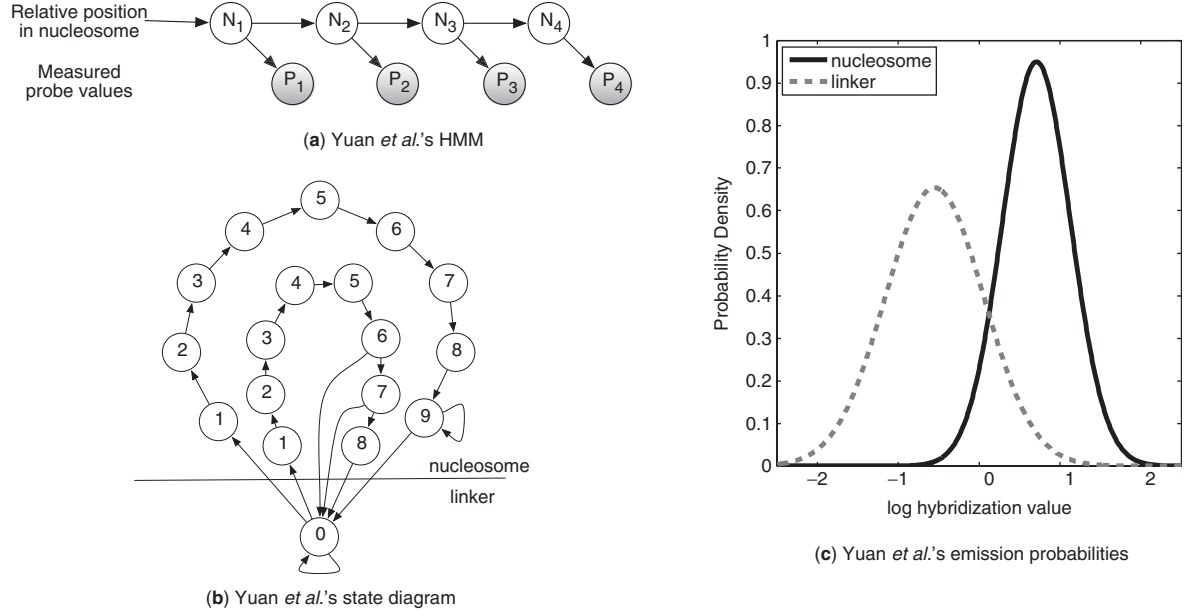 Relative position
in nucleosome
N1 N2 N3 N4
Measured
probe values
P1 P2 P3 P4
(a) Yuan et al.'s HMM
5
4
6
3
7
4
5
2
3
6
8
2
7
9
1
1
8
nucleosome
linker
0
(b) Yuan et al.'s state diagram
nucleosome
linker
1
0.9
0.8
0.7
0.6
0.5
0.4
0.3
0.2
0.1
0
Probability Density
−2 −1 0 1 2
log hybridization value
(c) Yuan et al.'s emission probabilities